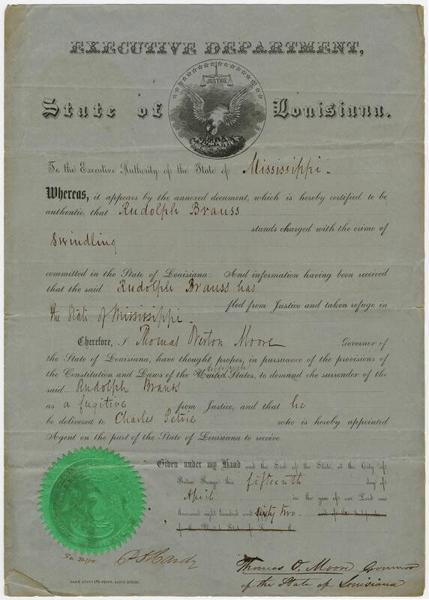 EXECUTIVE DEPARTMENT,
JUSTICE
State of Louisiana.
To the Executive Authority of the State of Mississippi.
Whereas, it appears by the annexed document, which is hereby certified to be
authentic, that Rudolph Brauss
stands charged with the crime of
Swindling
committed in the State of Louisiana: And information having been received
that the said Rudolph Brauss has
fled from Justice and taken refuge in
the State of Mississippi
Therefore, I Thomas Overton Moore Governor of
the State of Louisiana, have thought proper, in pursuance of the provisions of
the Constitution and Laws of the United States, to demand the surrender of the
said Rudolph Brauss
as a fugitive from Justice, and that he
be delivered to Charles Petrie who is hereby appointed
Agent on the part of the State of Louisiana to receive
Given under my Hand and the Seal of the State, at the City of
Baton Rouge this fifteenth day of
April in the year of our Lord one
thousand eight hundred and sixty two
P. D. Hardy
Thomas O. Moore Governor
of the State of Louisiana